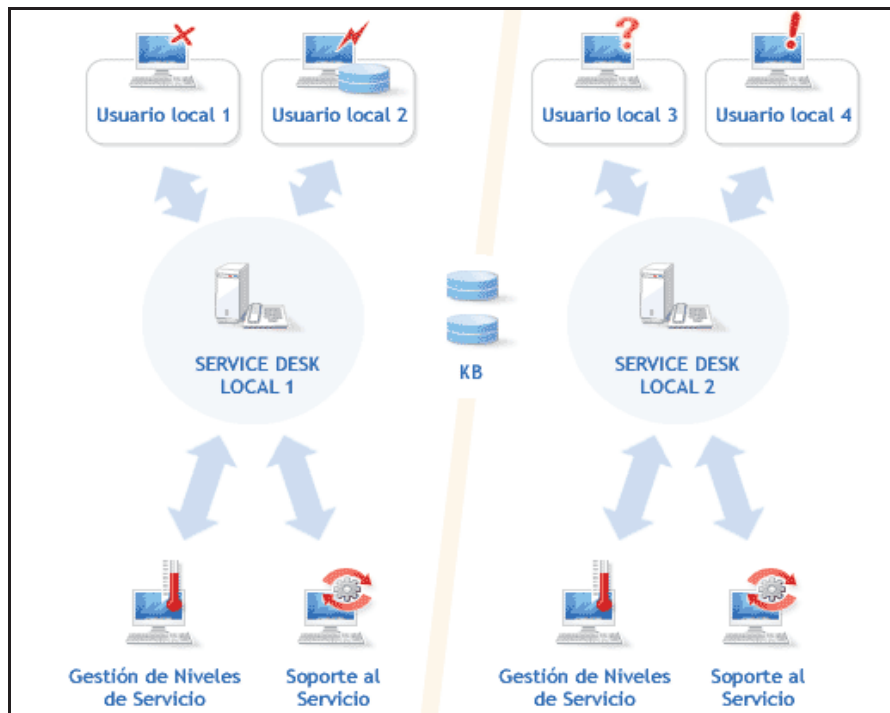 Usuario local 1
Usuario local 2
Usuario local 3
Usuario local 4
SERVICE DESK
LOCAL 1
KB
SERVICE DESK
LOCAL 2
Gestión de Niveles
de Servicio
Soporte al
Servicio
Gestión de Niveles
de Servicio
Soporte al
Servicio